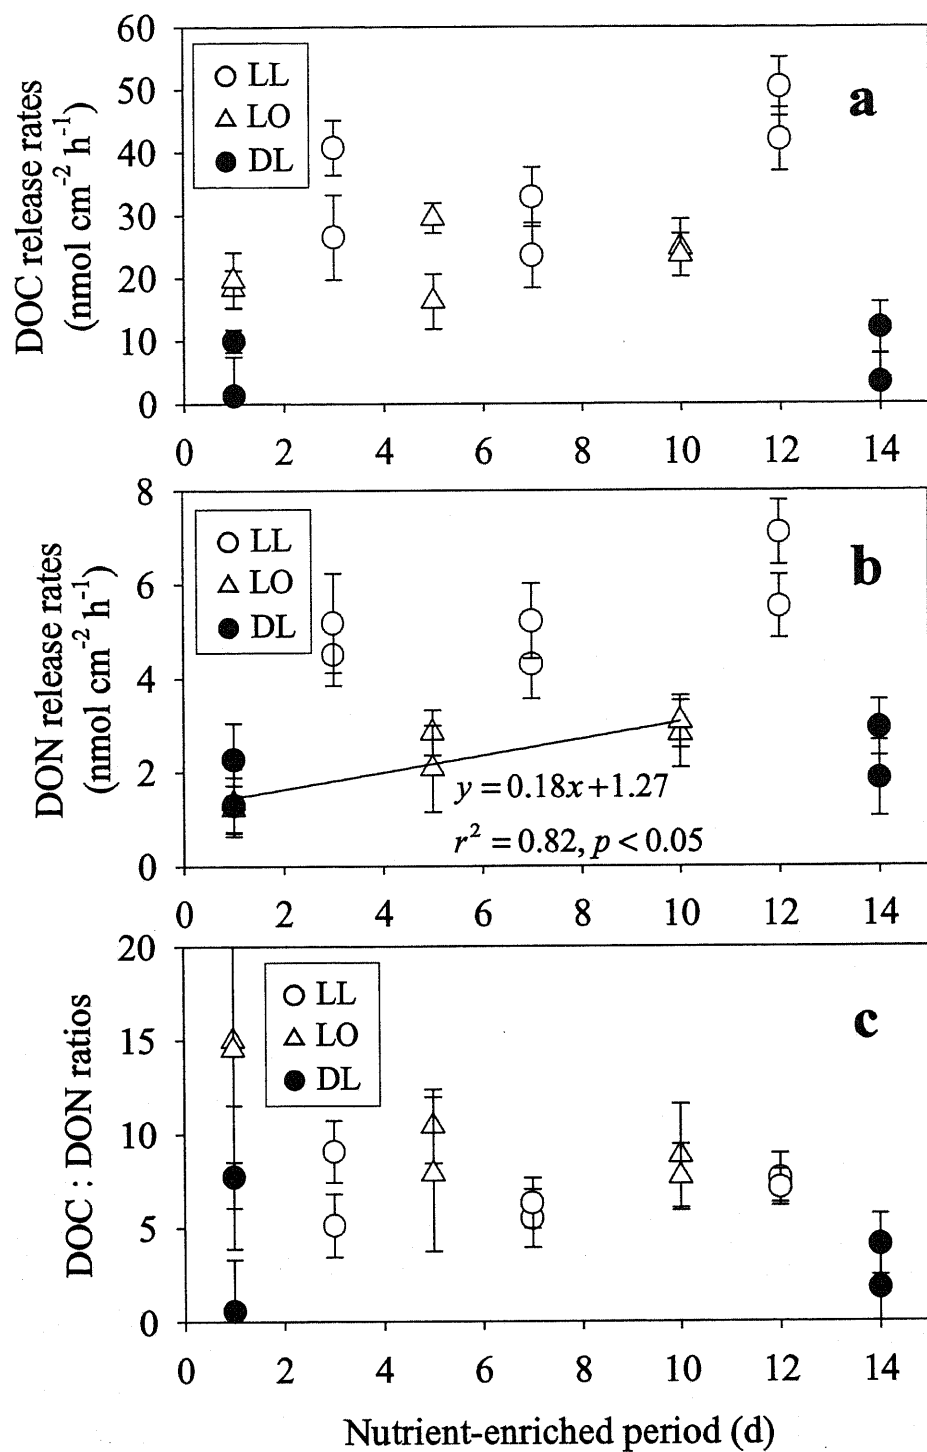 60
50
40
30
20
10
0
DOC release rates
(nmol cm⁻² h⁻¹)
LL
LO
DL
a
0 2 4 6 8 10 12 14
8
6
4
2
0
DON release rates
(nmol cm⁻² h⁻¹)
LL
LO
DL
b
y = 0.18x+1.27
r² = 0.82, p < 0.05
0 2 4 6 8 10 12 14
20
15
10
5
0
DOC : DON ratios
LL
LO
DL
c
0 2 4 6 8 10 12 14
Nutrient-enriched period (d)